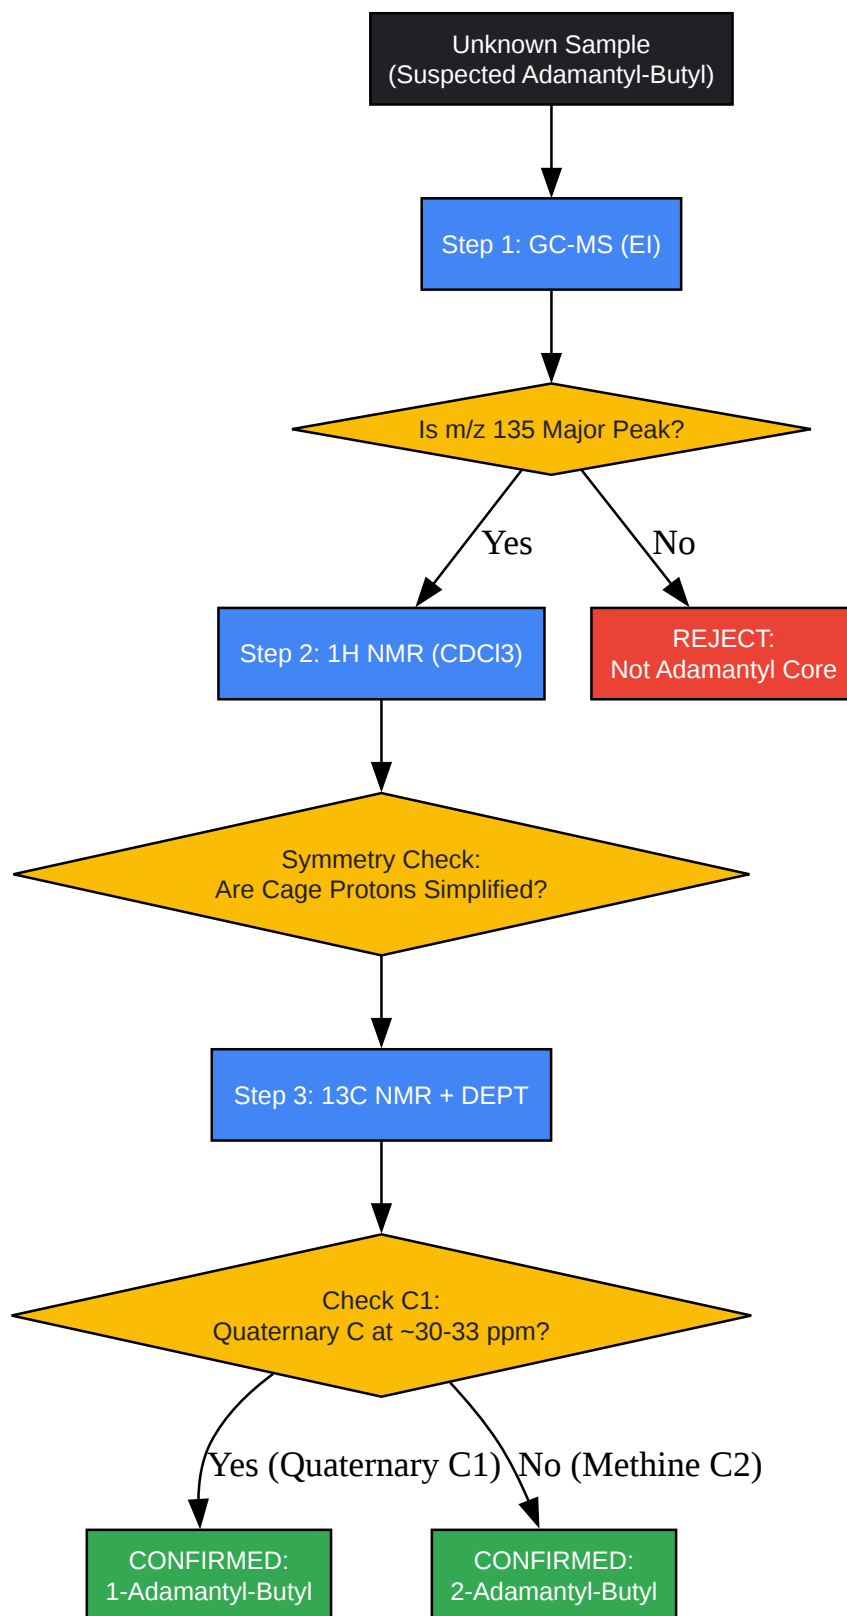 Unknown Sample
(Suspected Adamantyl-Butyl)
Step 1: GC-MS (EI)
Is m/z 135 Major Peak?
Yes
No
Step 2: 1H NMR (CDCl3)
REJECT:
Not Adamantyl Core
Symmetry Check:
Are Cage Protons Simplified?
Step 3: 13C NMR + DEPT
Check C1:
Quaternary C at ~30-33 ppm?
Yes (Quaternary C1)
No (Methine C2)
CONFIRMED:
1-Adamantyl-Butyl
CONFIRMED:
2-Adamantyl-Butyl